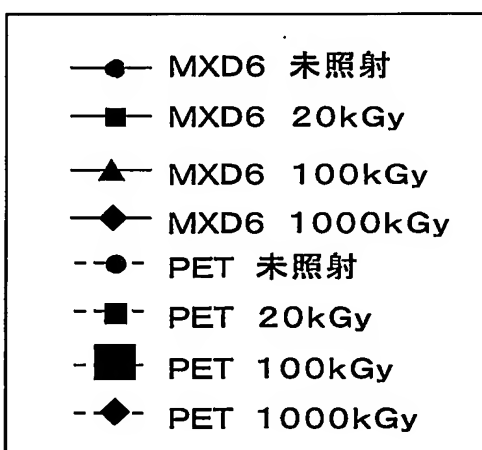 MXD6 未照射
MXD6 20kGy
MXD6 100kGy
MXD6 1000kGy
PET 未照射
PET 20kGy
PET 100kGy
PET 1000kGy